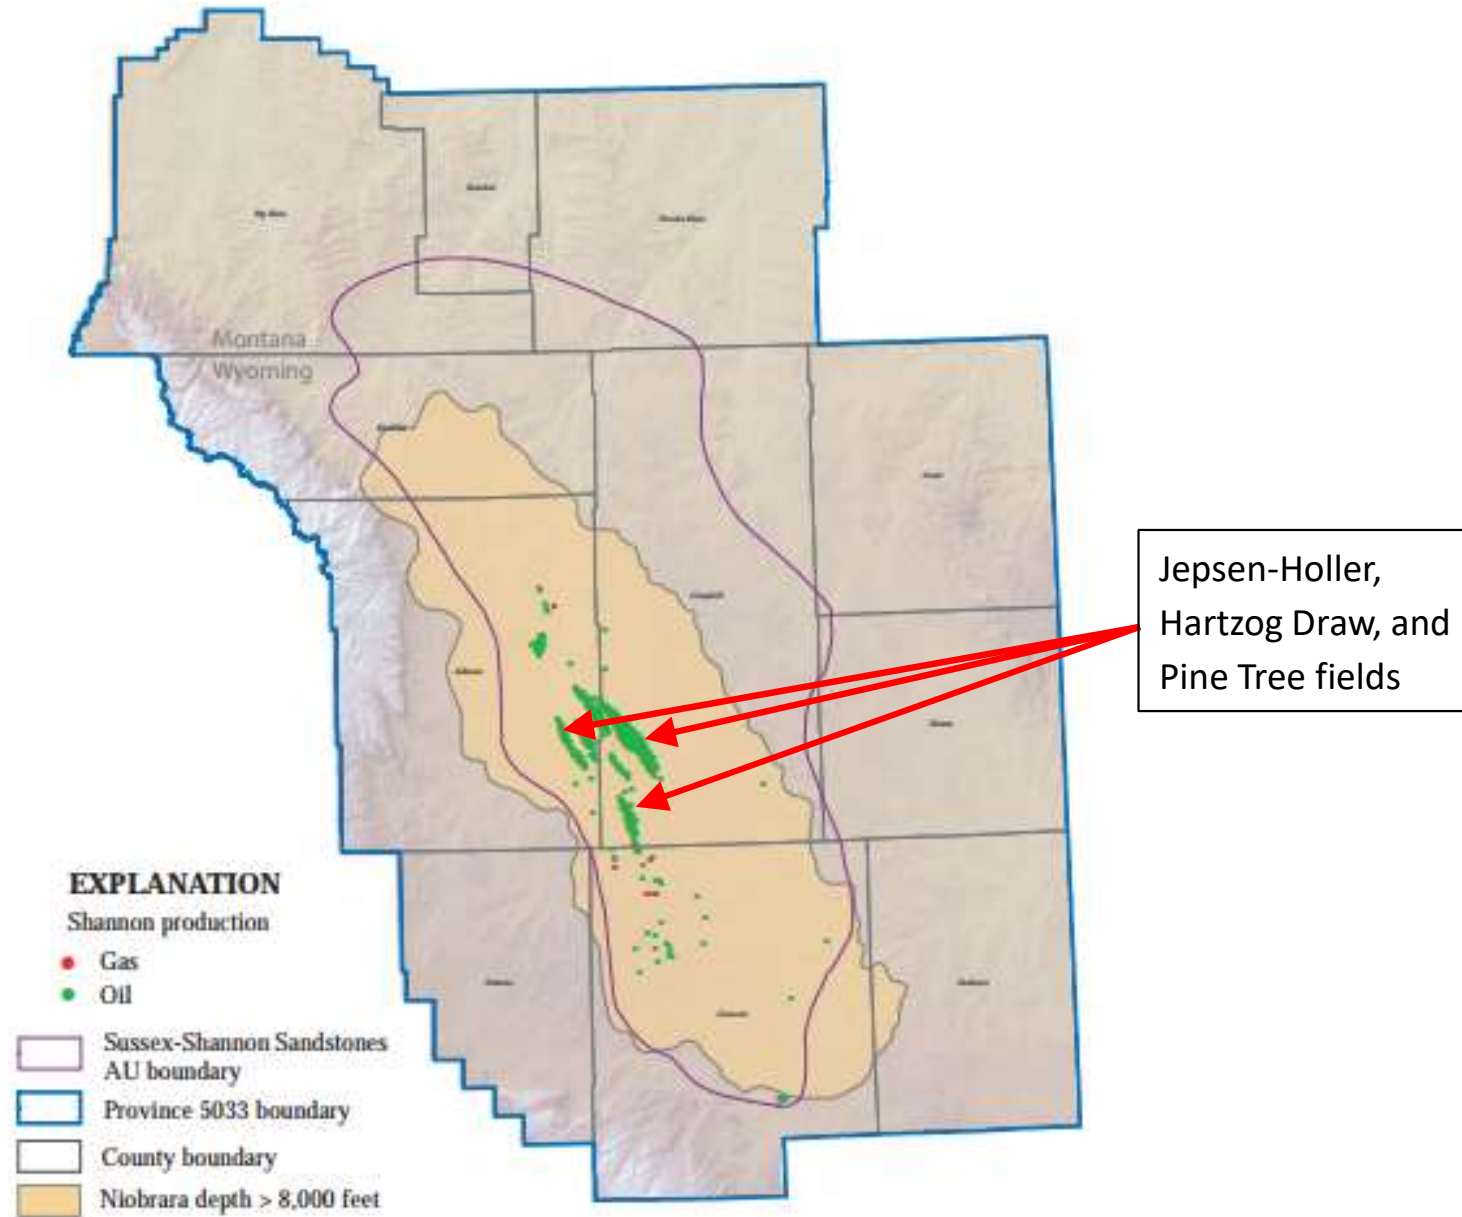 Montana
Wyoming
Jepsen-Holler,
Hartzog Draw, and
Pine Tree fields
EXPLANATION
Shannon production
Gas
Oil
Sussex-Shannon Sandstones
AU boundary
Province 5033 boundary
County boundary
Niobrara depth > 8,000 feet